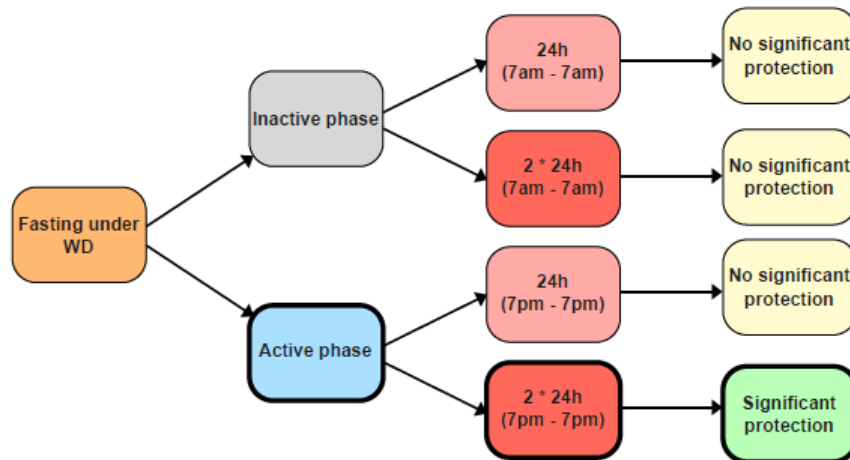 Fasting under
WD
Inactive phase
24h
(7am - 7am)
No significant
protection
2 * 24h
(7am - 7am)
No significant
protection
Active phase
24h
(7pm - 7pm)
No significant
protection
2 * 24h
(7pm - 7pm)
Significant
protection